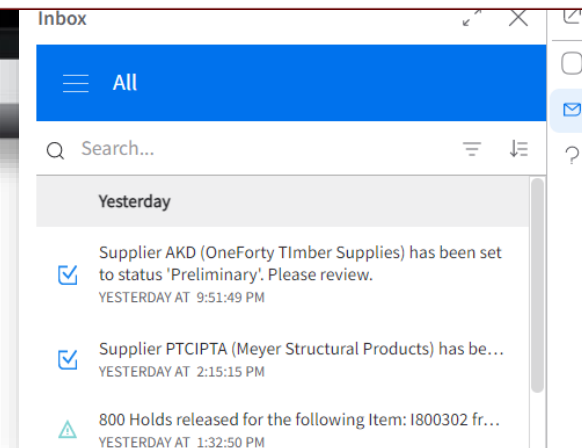 Inbox
All
Search...
Yesterday
Supplier AKD (OneForty TImber Supplies) has been set
to status 'Preliminary'. Please review.
YESTERDAY AT 9:51:49 PM
Supplier PTCIPTA (Meyer Structural Products) has be...
YESTERDAY AT 2:15:15 PM
800 Holds released for the following Item: I800302 fr...
YESTERDAY AT 1:32:50 PM